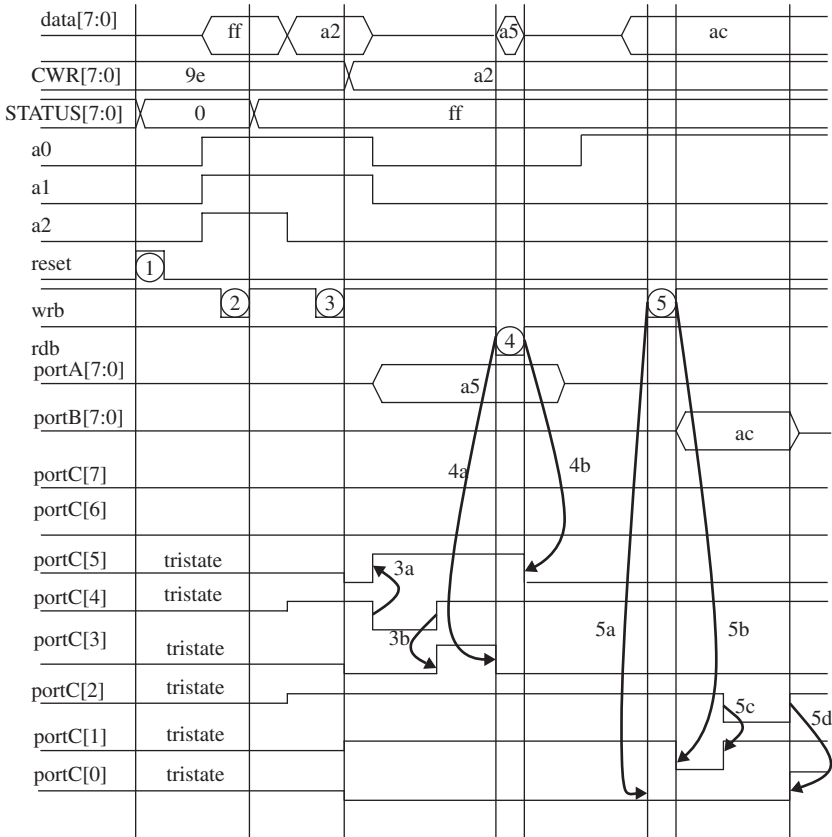 data[7:0] ff a2 a5 ac
CWR[7:0] 9e a2
STATUS[7:0] 0 ff
a0
a1
a2
reset 1
wrb 2 3 5
rdb 4
portA[7:0] a5
portB[7:0] ac
portC[7] 4a 4b
portC[6]
portC[5] tristate 3a
portC[4] tristate
portC[3] tristate 3b 5a 5b
portC[2] tristate 5c 5d
portC[1] tristate
portC[0] tristate